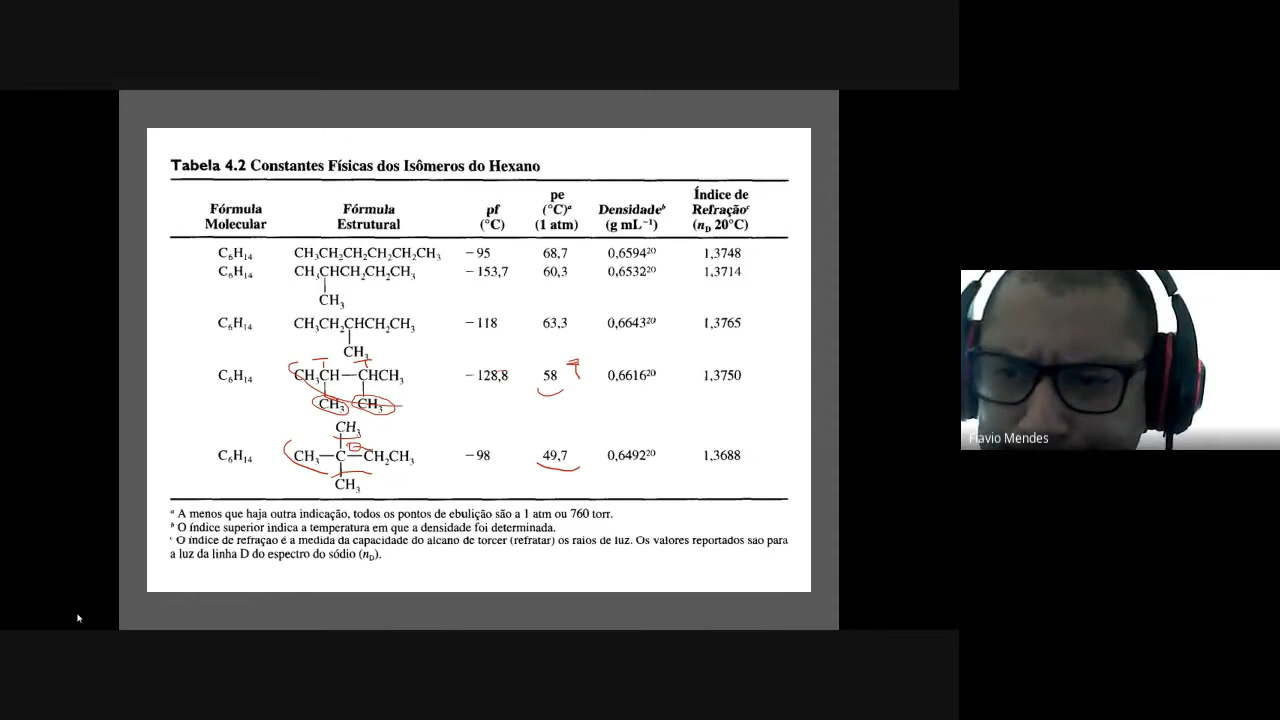 Tabela 4.2 Constantes Físicas dos Isômeros do Hexano
Fórmula Molecular Fórmula Estrutural pf (°C) pe (°C)ᵃ (1 atm) Densidadeᵇ (g mL⁻¹) Índice de Refraçãoᶜ (n_D 20°C)
C₆H₁₄ CH₃CH₂CH₂CH₂CH₂CH₃ −95 68,7 0,6594²⁰ 1,3748
C₆H₁₄ CH₃CHCH₂CH₂CH₃ −153,7 60,3 0,6532²⁰ 1,3714
CH₃
C₆H₁₄ CH₃CH₂CHCH₂CH₃ −118 63,3 0,6643²⁰ 1,3765
CH₃
C₆H₁₄ CH₃CH—CHCH₃ −128,8 58 0,6616²⁰ 1,3750
CH₃ CH₃
CH₃
C₆H₁₄ CH₃—C—CH₂CH₃ −98 49,7 0,6492²⁰ 1,3688
CH₃
ᵃ A menos que haja outra indicação, todos os pontos de ebulição são a 1 atm ou 760 torr.
ᵇ O índice superior indica a temperatura em que a densidade foi determinada.
ᶜ O índice de refração é a medida da capacidade do alcano de torcer (refratar) os raios de luz. Os valores reportados são para
a luz da linha D do espectro do sódio (n_D).
Flavio Mendes